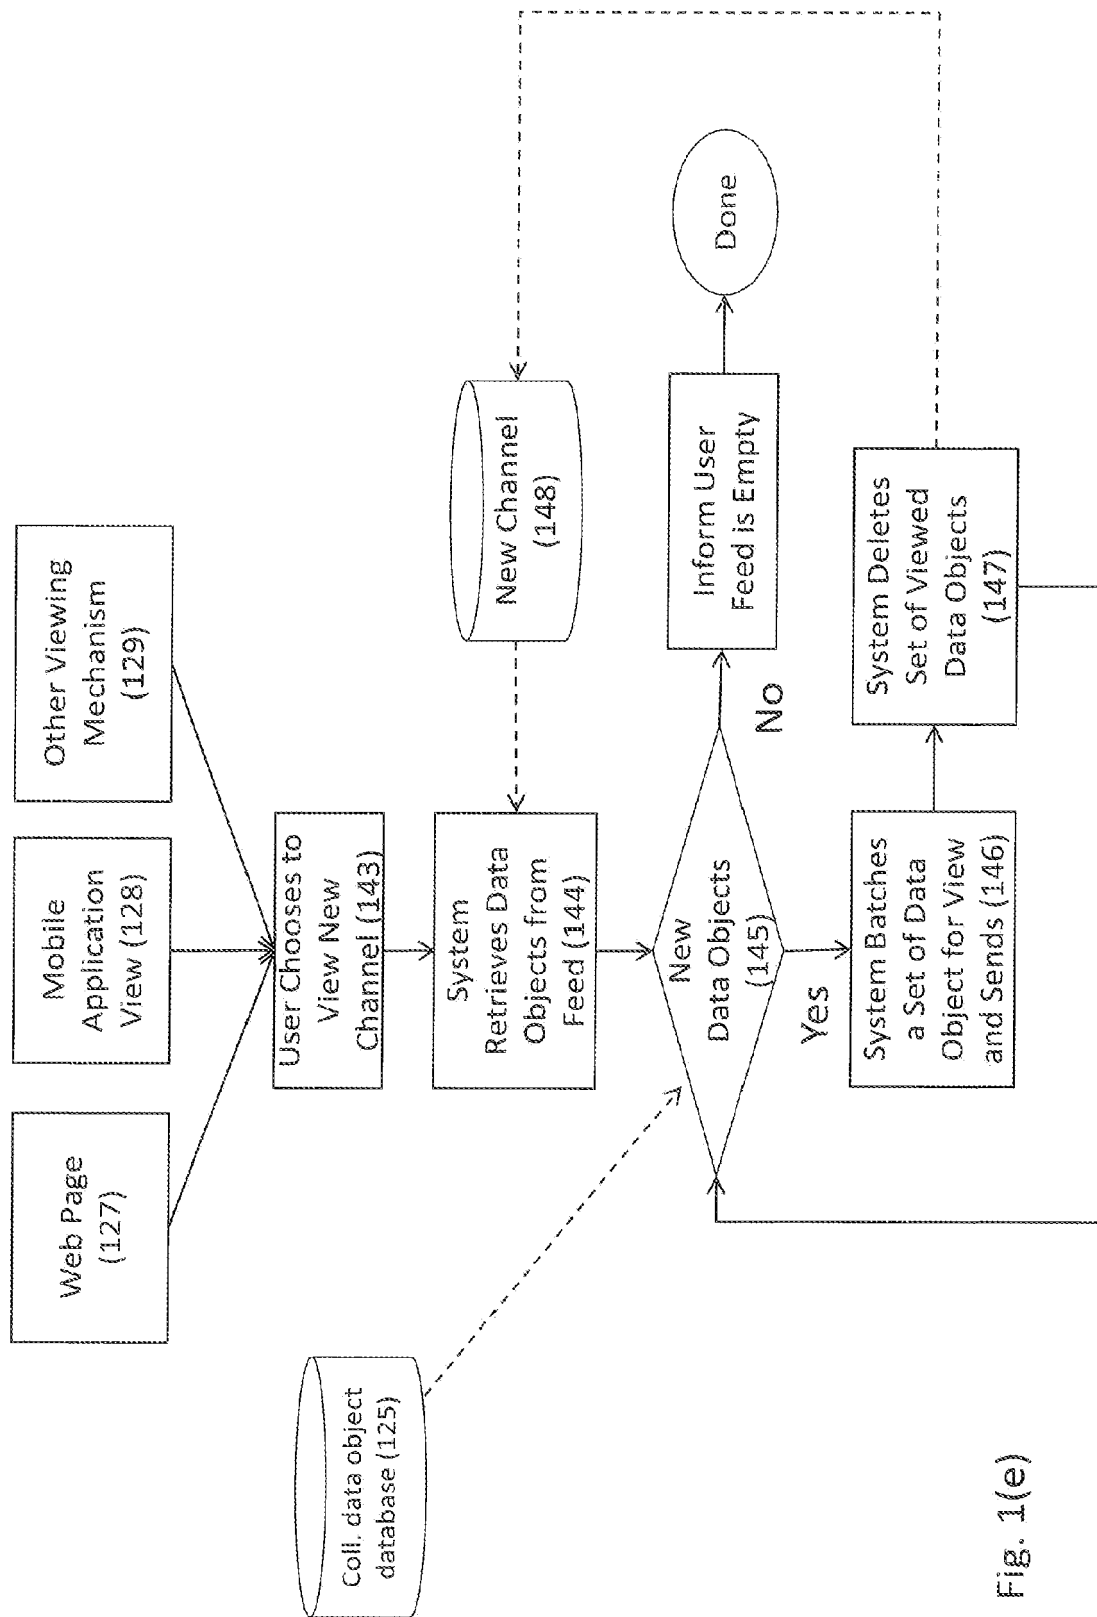 Web Page
(127)
Mobile
Application
View (128)
Other Viewing
Mechanism
(129)
Coll. data object
database (125)
User Chooses to
View New
Channel (143)
System
Retrieves Data
Objects from
Feed (144)
New Channel
(148)
New
Data Objects
(145)
No
Inform User
Feed is Empty
Done
Yes
System Batches
a Set of Data
Object for View
and Sends (146)
System Deletes
Set of Viewed
Data Objects
(147)
Fig. 1(e)